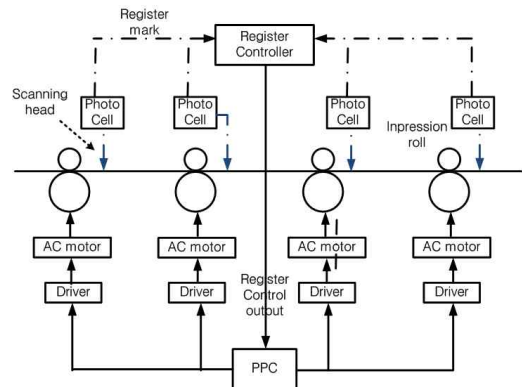 Register
mark
Register
Controller
Scanning
head
Photo
Cell
Photo
Cell
Photo
Cell
Photo
Cell
Inpression
roll
AC motor
AC motor
AC motor
AC motor
Register
Control
output
Driver
Driver
Driver
Driver
PPC